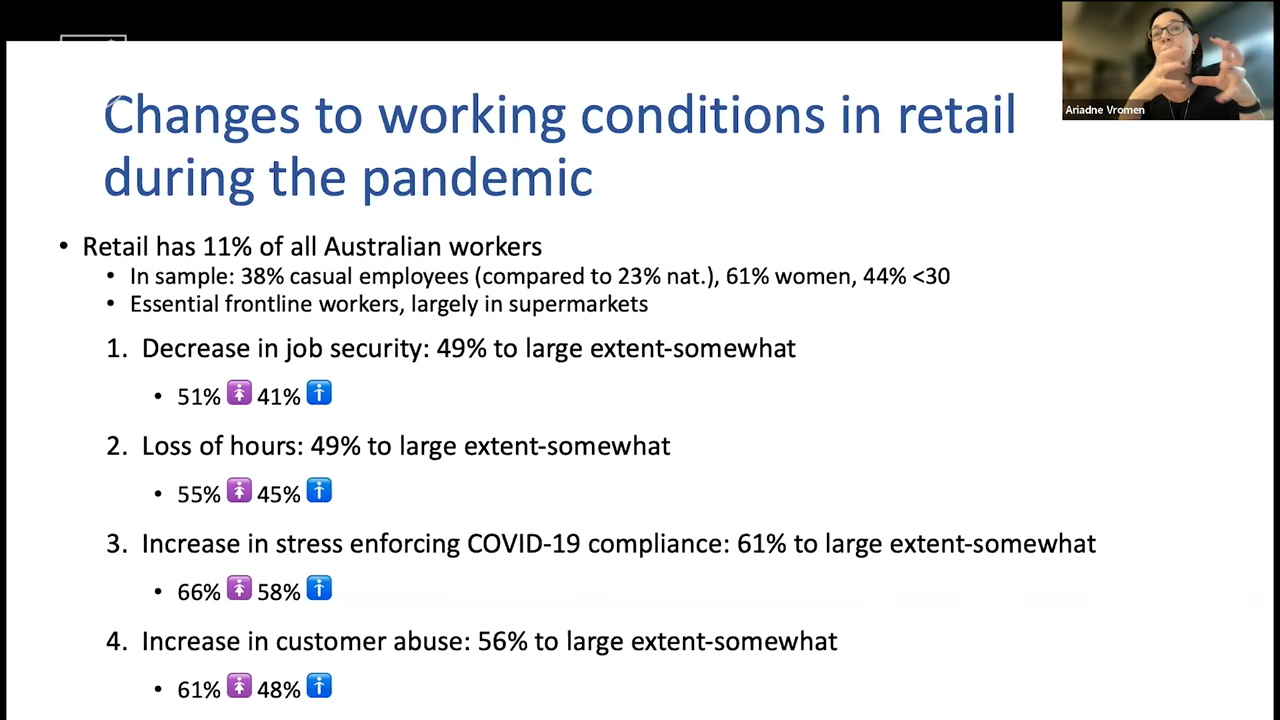 Changes to working conditions in retail
during the pandemic
Ariadne Vromen
• Retail has 11% of all Australian workers
• In sample: 38% casual employees (compared to 23% nat.), 61% women, 44% <30
• Essential frontline workers, largely in supermarkets
1. Decrease in job security: 49% to large extent-somewhat
• 51% 🚺 41% 🚹
2. Loss of hours: 49% to large extent-somewhat
• 55% 🚺 45% 🚹
3. Increase in stress enforcing COVID-19 compliance: 61% to large extent-somewhat
• 66% 🚺 58% 🚹
4. Increase in customer abuse: 56% to large extent-somewhat
• 61% 🚺 48% 🚹